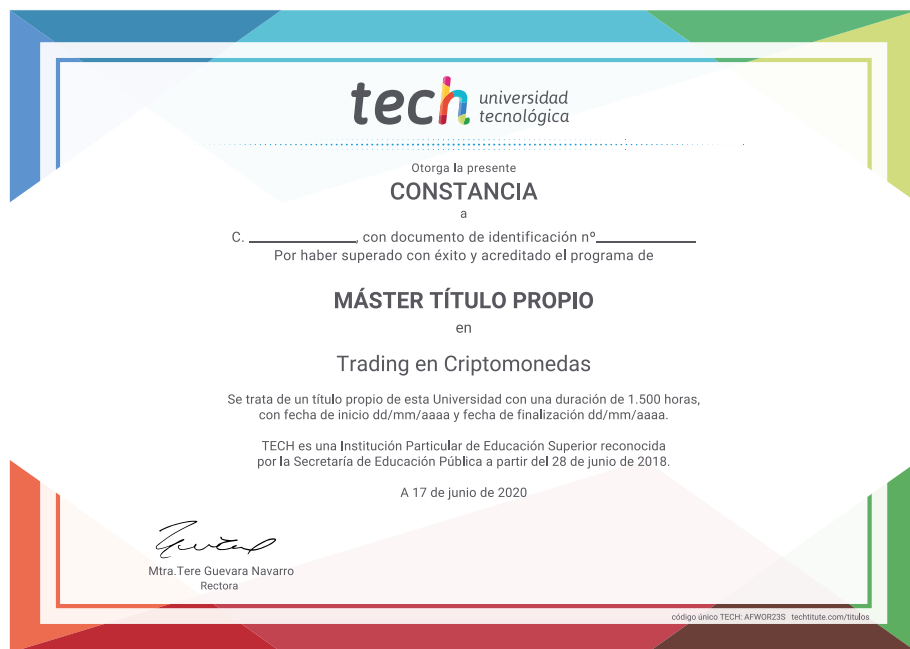 tech universidad
tecnológica
Otorga la presente
CONSTANCIA
a
C. ____________, con documento de identificación nº____________
Por haber superado con éxito y acreditado el programa de
MÁSTER TÍTULO PROPIO
en
Trading en Criptomonedas
Se trata de un título propio de esta Universidad con una duración de 1.500 horas,
con fecha de inicio dd/mm/aaaa y fecha de finalización dd/mm/aaaa.
TECH es una Institución Particular de Educación Superior reconocida
por la Secretaría de Educación Pública a partir del 28 de junio de 2018.
A 17 de junio de 2020
Mtra.Tere Guevara Navarro
Rectora
código único TECH: AFWOR23S techtitute.com/titulos